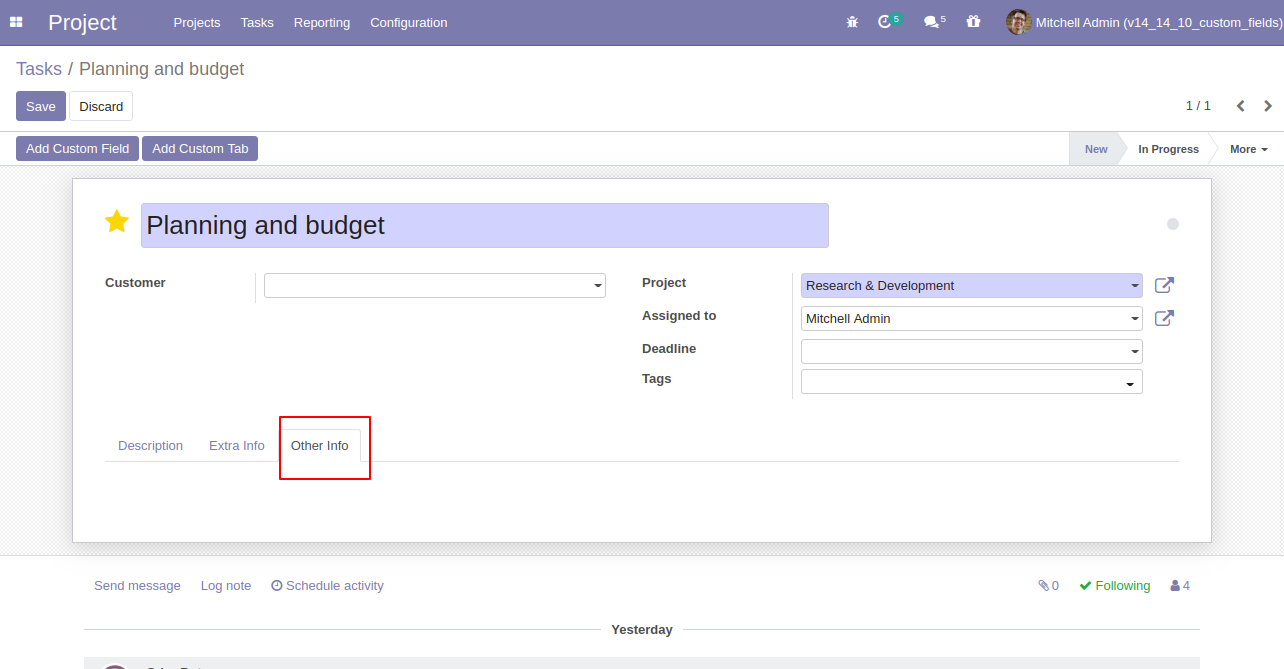 Project Projects Tasks Reporting Configuration 5 5 Mitchell Admin (v14_14_10_custom_fields)
Tasks / Planning and budget
Save Discard 1 / 1
Add Custom Field Add Custom Tab New In Progress More
Planning and budget
Customer
Project Research & Development
Assigned to Mitchell Admin
Deadline
Tags
Description Extra Info Other Info
Send message Log note Schedule activity 0 Following 4
Yesterday